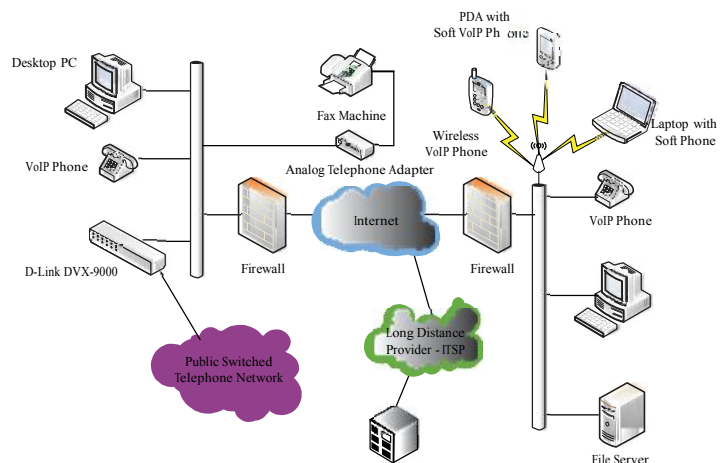 PDA with
Soft VoIP Phone
Desktop PC
Fax Machine
Wireless
VoIP Phone
Laptop with
Soft Phone
VoIP Phone
Analog Telephone Adapter
VoIP Phone
Internet
D-Link DVX-9000
Firewall
Firewall
Long Distance
Provider - ITSP
Public Switched
Telephone Network
File Server